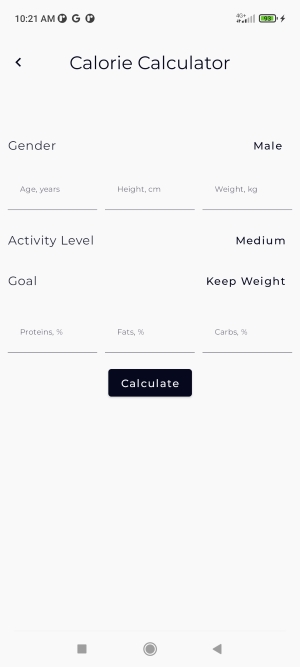 10:21 AM
4G+
93
Calorie Calculator
Gender Male
Age, years Height, cm Weight, kg
Activity Level Medium
Goal Keep Weight
Proteins, % Fats, % Carbs, %
Calculate